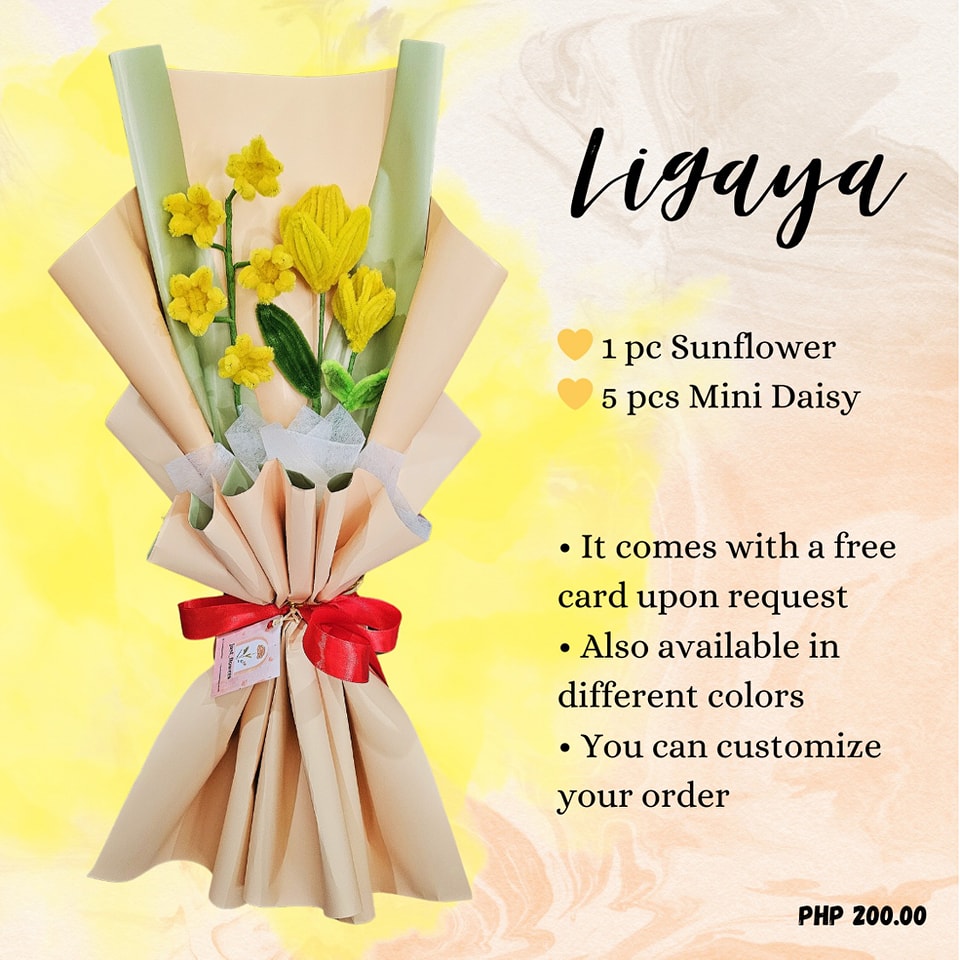 Ligaya
1 pc Sunflower
5 pcs Mini Daisy
• It comes with a free
card upon request
• Also available in
different colors
• You can customize
your order
PHP 200.00